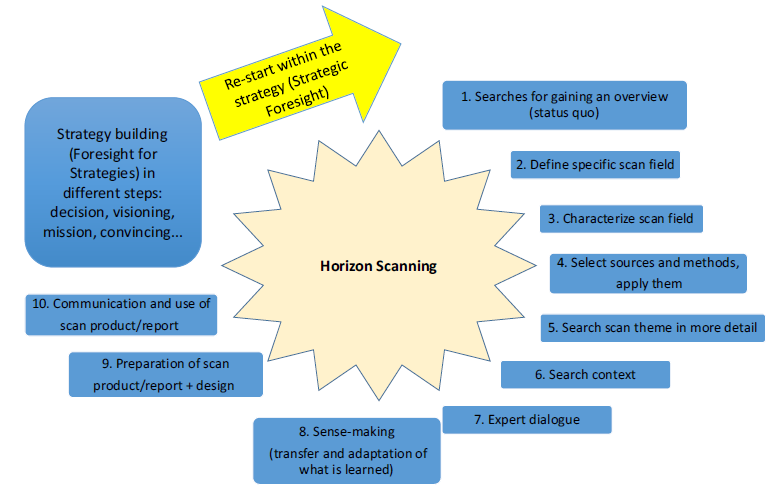 Re-start within the
strategy (Strategic
Foresight)
Strategy building
(Foresight for
Strategies) in
different steps:
decision, visioning,
mission, convincing...
Horizon Scanning
1. Searches for gaining an overview
(status quo)
2. Define specific scan field
3. Characterize scan field
4. Select sources and methods,
apply them
5. Search scan theme in more detail
6. Search context
7. Expert dialogue
8. Sense-making
(transfer and adaptation of
what is learned)
9. Preparation of scan
product/report + design
10. Communication and use of
scan product/report